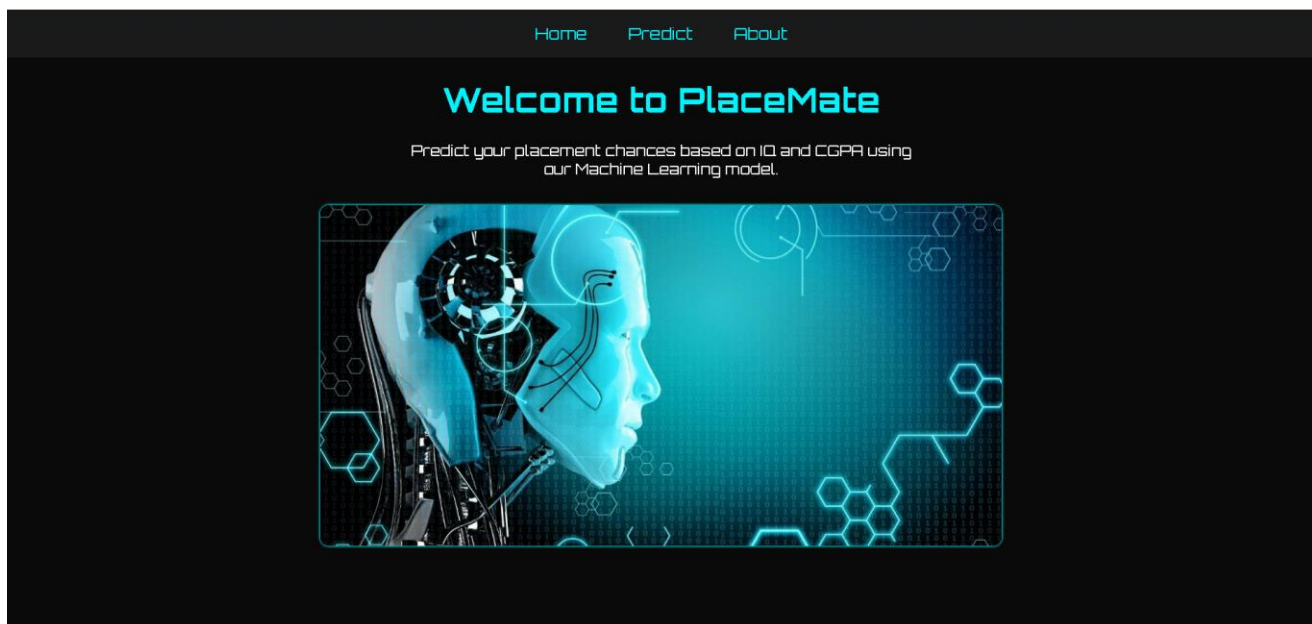 Home Predict About
Welcome to PlaceMate
Predict your placement chances based on IQ and CGPA using
our Machine Learning model.